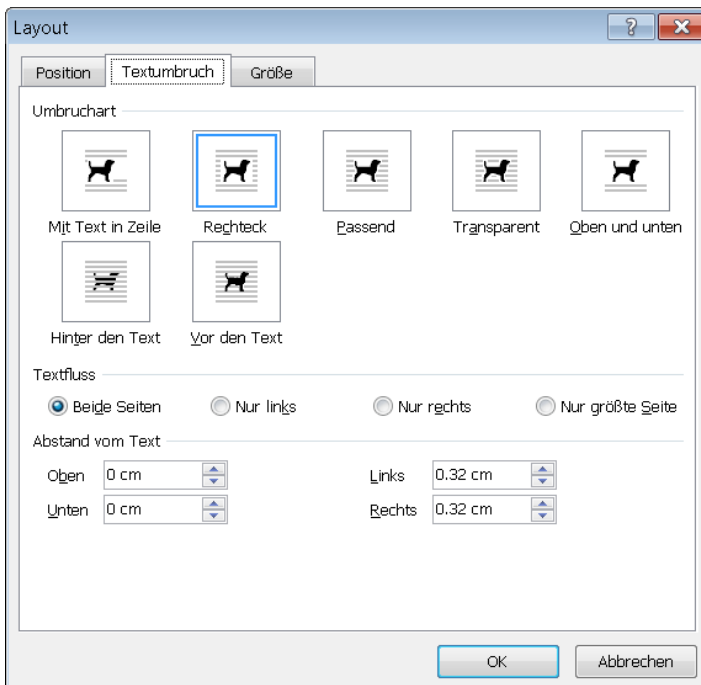 Layout
Position Textumbruch Größe
Umbruchart
Mit Text in Zeile Rechteck Passend Transparent Oben und unten
Hinter den Text Vor den Text
Textfluss
Beide Seiten Nur links Nur rechts Nur größte Seite
Abstand vom Text
Oben 0 cm Links 0.32 cm
Unten 0 cm Rechts 0.32 cm
OK Abbrechen